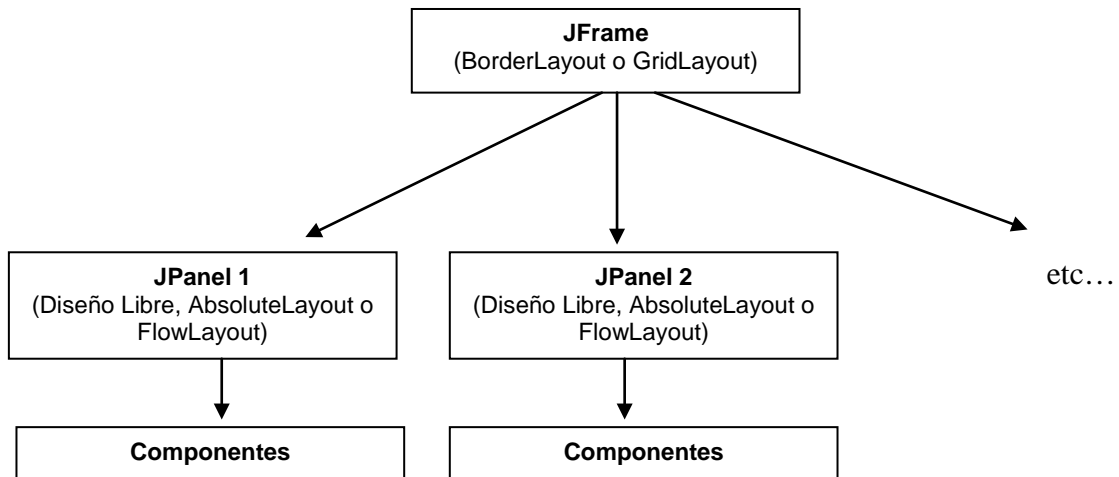 JFrame
(BorderLayout o GridLayout)
JPanel 1
(Diseño Libre, AbsoluteLayout o
FlowLayout)
JPanel 2
(Diseño Libre, AbsoluteLayout o
FlowLayout)
etc…
Componentes
Componentes